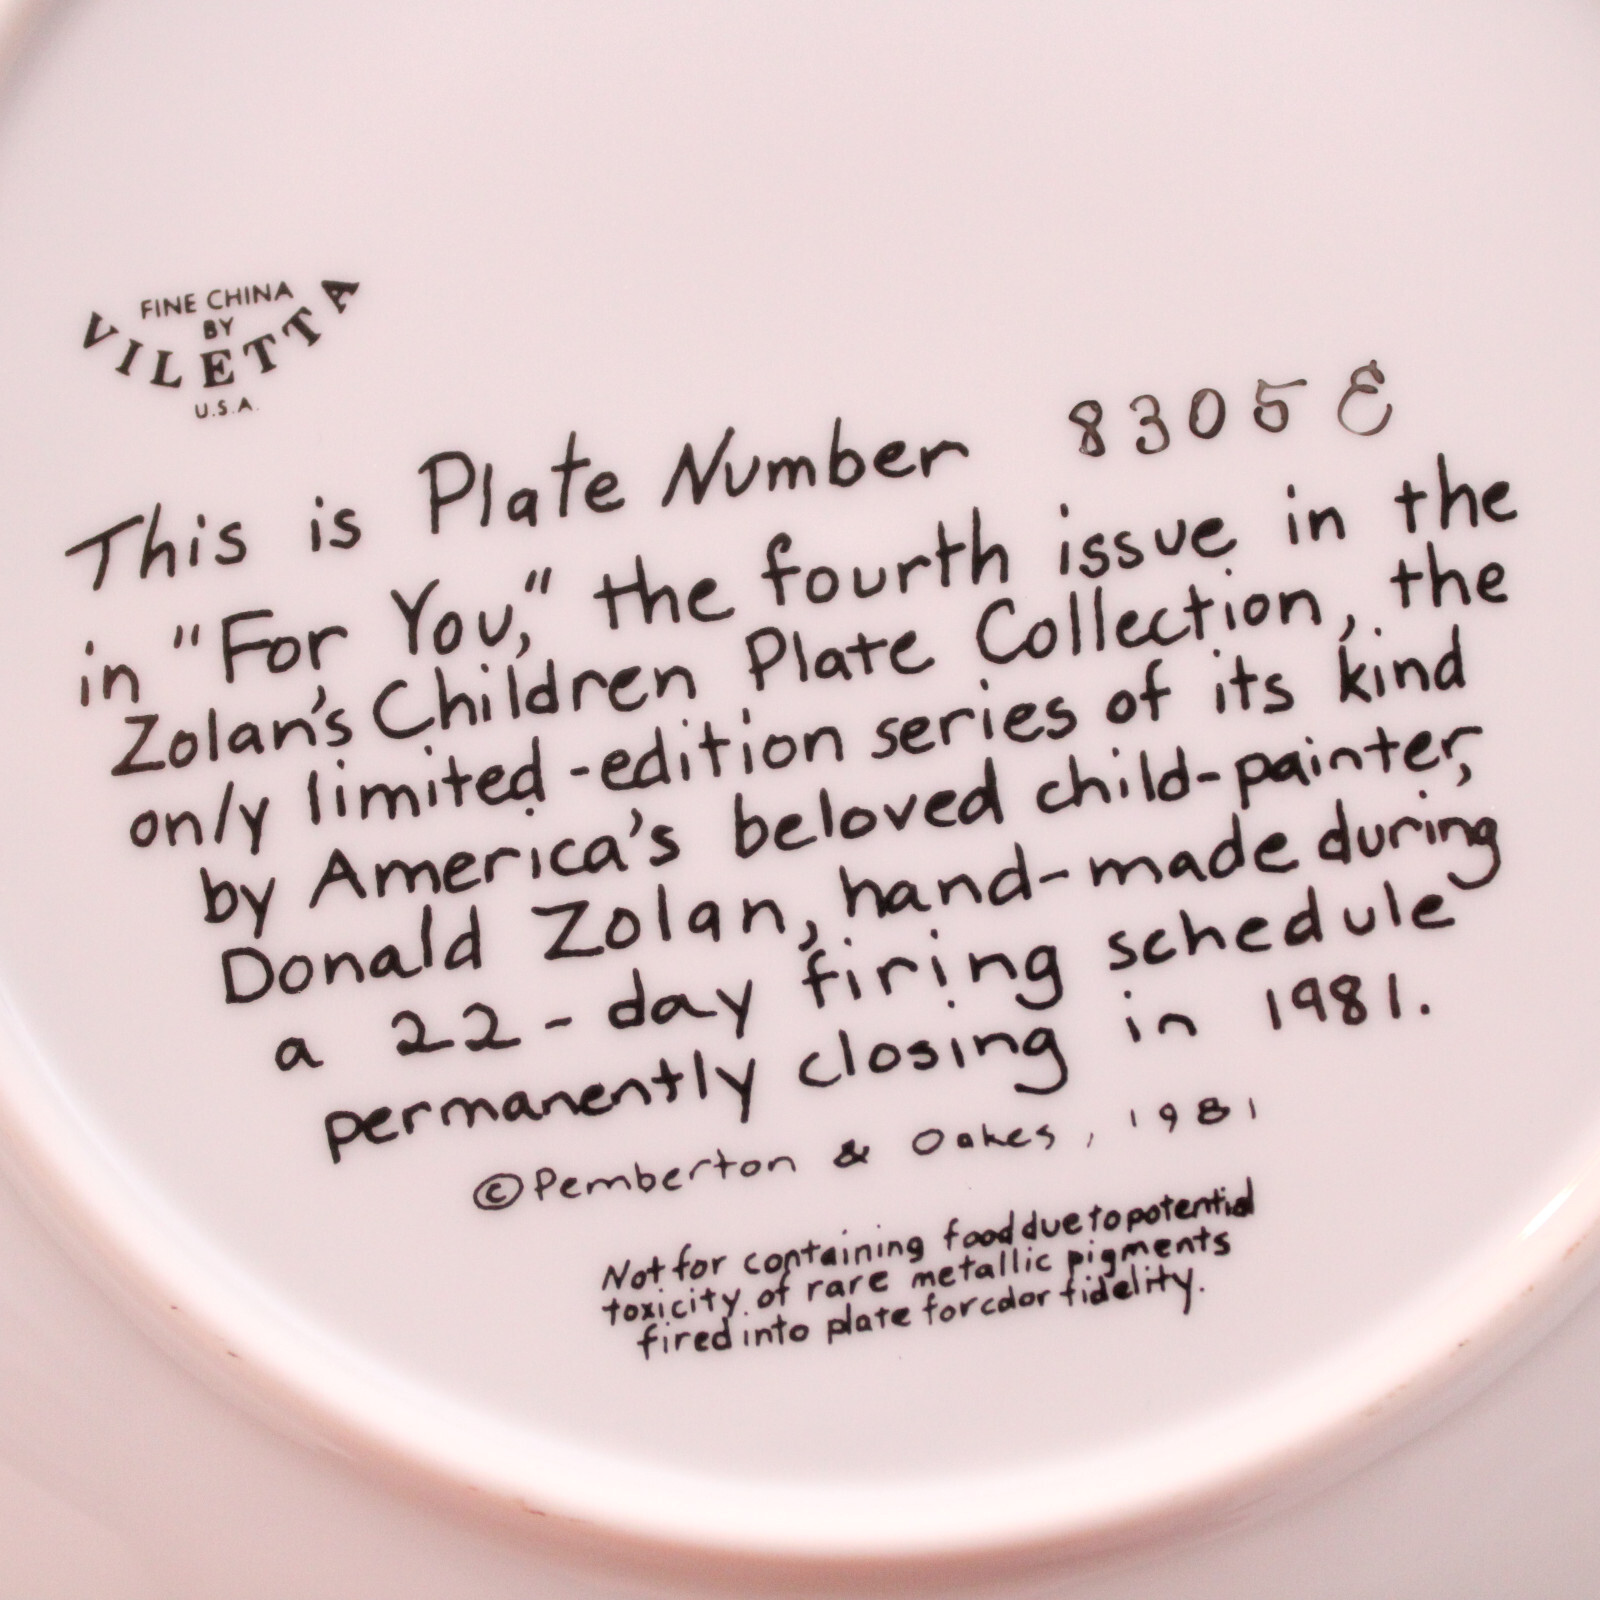 FINE CHINA
BY
VILETTA
U.S.A.
This is Plate Number 8305 E
in "For You," the fourth issue in the
Zolan's Children Plate Collection, the
only limited-edition series of its kind
by America's beloved child-painter,
Donald Zolan, hand-made during
a 22-day firing schedule
permanently closing in 1981.
© Pemberton & Oakes, 1981
Not for containing food due to potential
toxicity of rare metallic pigments
fired into plate for color fidelity.